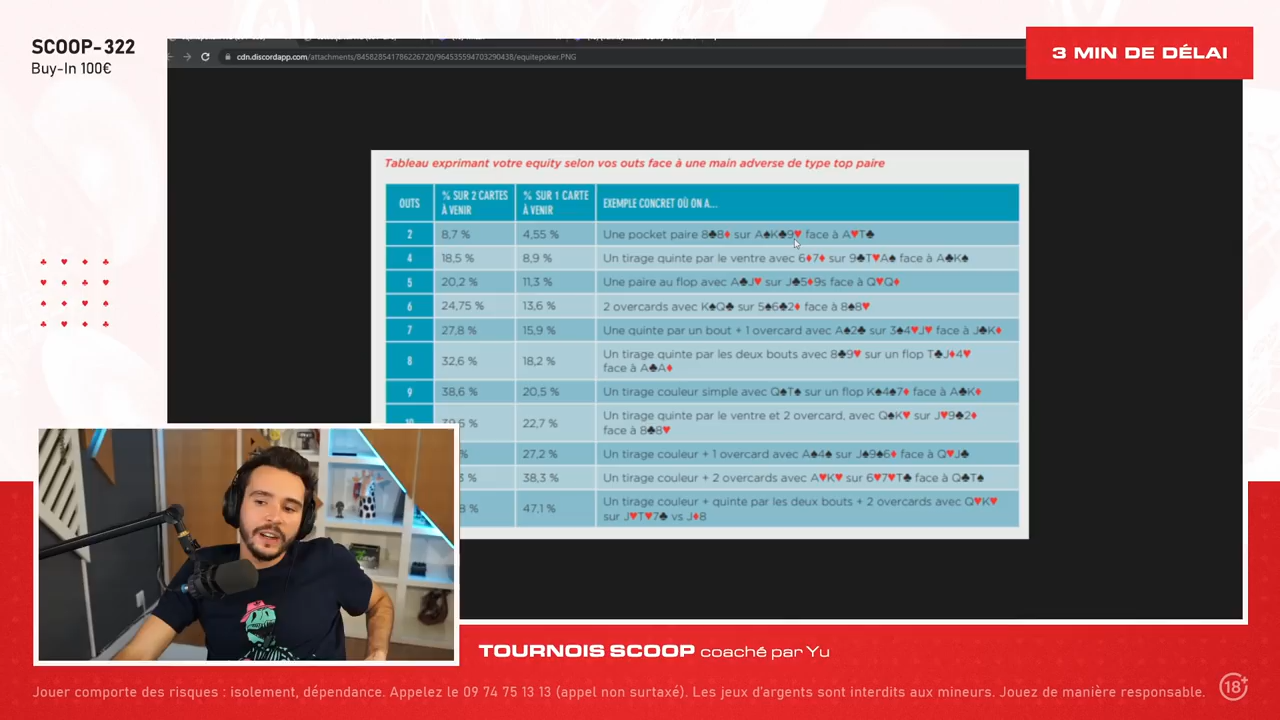 SCOOP-322
Buy-In 100€
3 MIN DE DÉLAI
cdn.discordapp.com/attachments/845828541786226720/964535594703290438/equitepoker.PNG
Tableau exprimant votre equity selon vos outs face à une main adverse de type top paire
OUTS
% SUR 2 CARTES
À VENIR
% SUR 1 CARTE
À VENIR
EXEMPLE CONCRET OÙ ON A...
2 8,7 % 4,55 % Une pocket paire 8♣8♦ sur A♠K♣9♥ face à A♥T♣
4 18,5 % 8,9 % Un tirage quinte par le ventre avec 6♦7♦ sur 9♣T♥A♠ face à A♣K♠
5 20,2 % 11,3 % Une paire au flop avec A♣J♥ sur J♣5♦9s face à Q♥Q♦
6 24,75 % 13,6 % 2 overcards avec K♠Q♣ sur 5♠6♣2♦ face à 8♠8♥
7 27,8 % 15,9 % Une quinte par un bout + 1 overcard avec A♠2♣ sur 3♠4♥J♥ face à J♣K♦
8 32,6 % 18,2 % Un tirage quinte par les deux bouts avec 8♣9♥ sur un flop T♣J♦4♥
face à A♣A♦
9 38,6 % 20,5 % Un tirage couleur simple avec Q♠T♠ sur un flop K♠4♠7♦ face à A♣K♦
22,7 % Un tirage quinte par le ventre et 2 overcard, avec Q♠K♥ sur J♥9♣2♦
face à 8♣8♥
% 27,2 % Un tirage couleur + 1 overcard avec A♠4♠ sur J♠9♠6♦ face à Q♥J♣
% 38,3 % Un tirage couleur + 2 overcards avec A♥K♥ sur 6♥7♥T♣ face à Q♣T♠
8 % 47,1 % Un tirage couleur + quinte par les deux bouts + 2 overcards avec Q♥K♥
sur J♥T♥7♣ vs J♦8
TOURNOIS SCOOP coaché par Yu
Jouer comporte des risques : isolement, dépendance. Appelez le 09 74 75 13 13 (appel non surtaxé). Les jeux d'argents sont interdits aux mineurs. Jouez de manière responsable.
18+